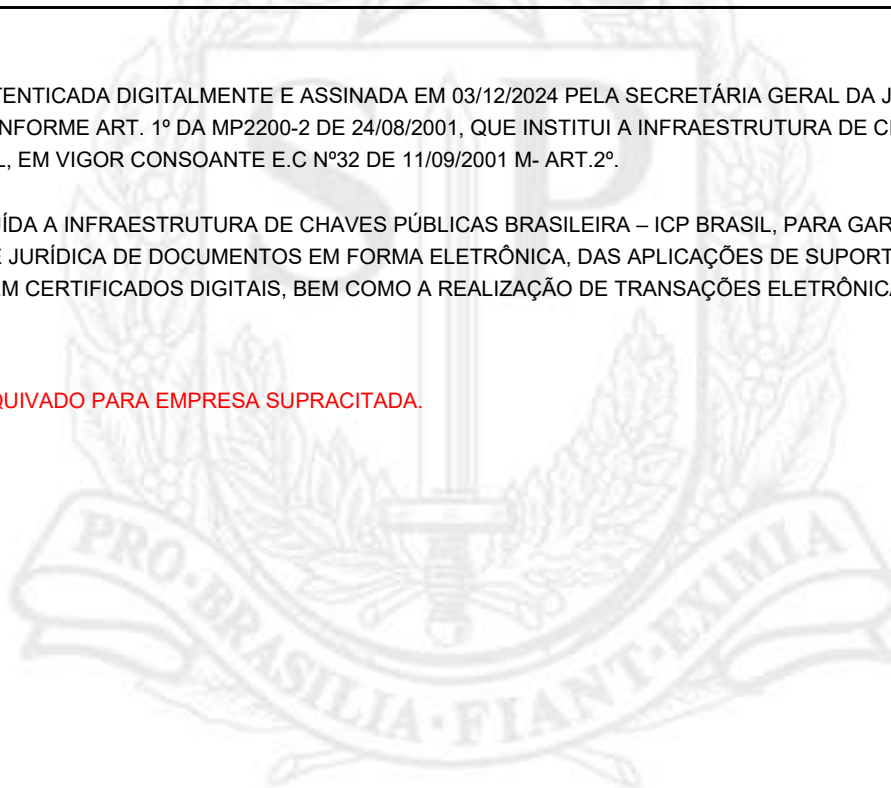 TENTICADA DIGITALMENTE E ASSINADA EM 03/12/2024 PELA SECRETÁRIA GERAL DA J
NFORME ART. 1º DA MP2200-2 DE 24/08/2001, QUE INSTITUI A INFRAESTRUTURA DE C
L, EM VIGOR CONSOANTE E.C Nº32 DE 11/09/2001 M- ART.2º.
ÍDA A INFRAESTRUTURA DE CHAVES PÚBLICAS BRASILEIRA – ICP BRASIL, PARA GAR
E JURÍDICA DE DOCUMENTOS EM FORMA ELETRÔNICA, DAS APLICAÇÕES DE SUPORT
EM CERTIFICADOS DIGITAIS, BEM COMO A REALIZAÇÃO DE TRANSAÇÕES ELETRÔNICA
QUIVADO PARA EMPRESA SUPRACITADA.
SP
PRO·BRASILIA·FIANT·EXIMIA